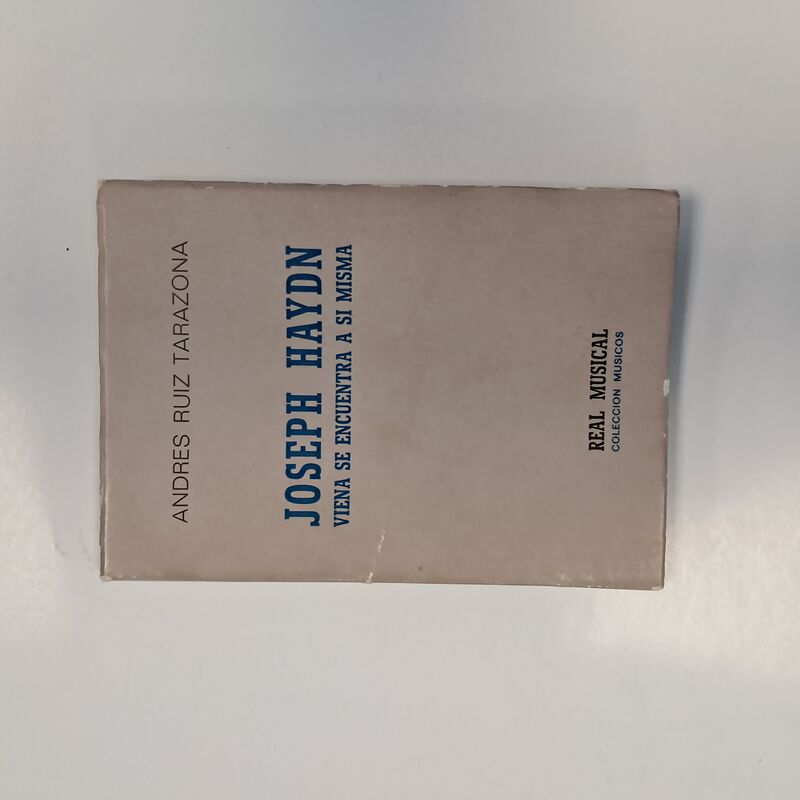 ANDRES RUIZ TARAZONA
JOSEPH HAYDN
VIENA SE ENCUENTRA A SI MISMA
REAL MUSICAL
COLECCION MUSICOS